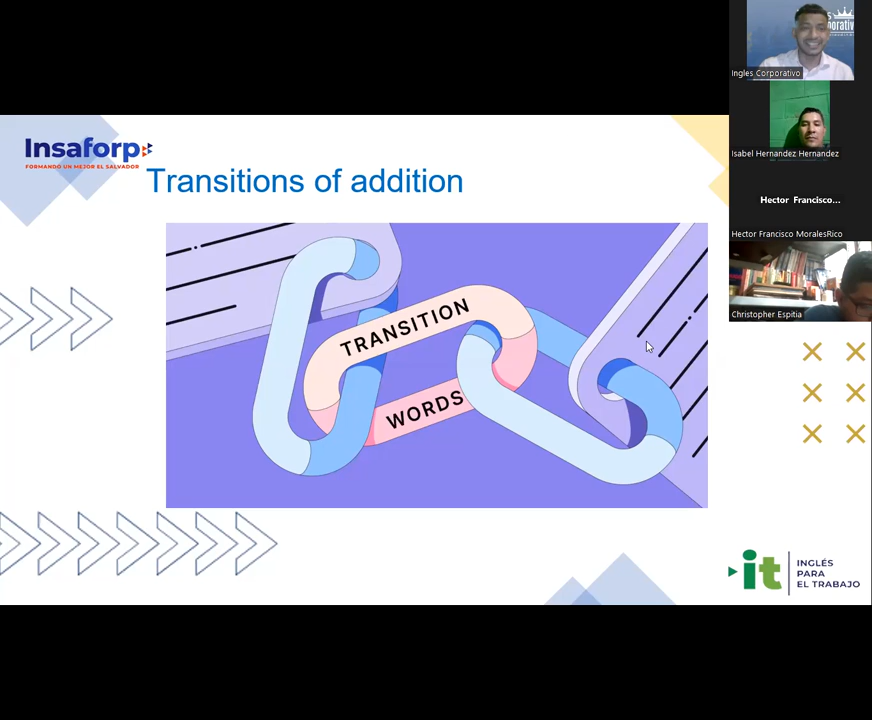 Insaforp
FORMANDO UN MEJOR EL SALVADOR
Transitions of addition
TRANSITION
WORDS
it
INGLÉS
PARA
EL TRABAJO
Ingles Corporativo
Isabel Hernandez Hernandez
Hector Francisco...
Hector Francisco MoralesRico
Christopher Espitia